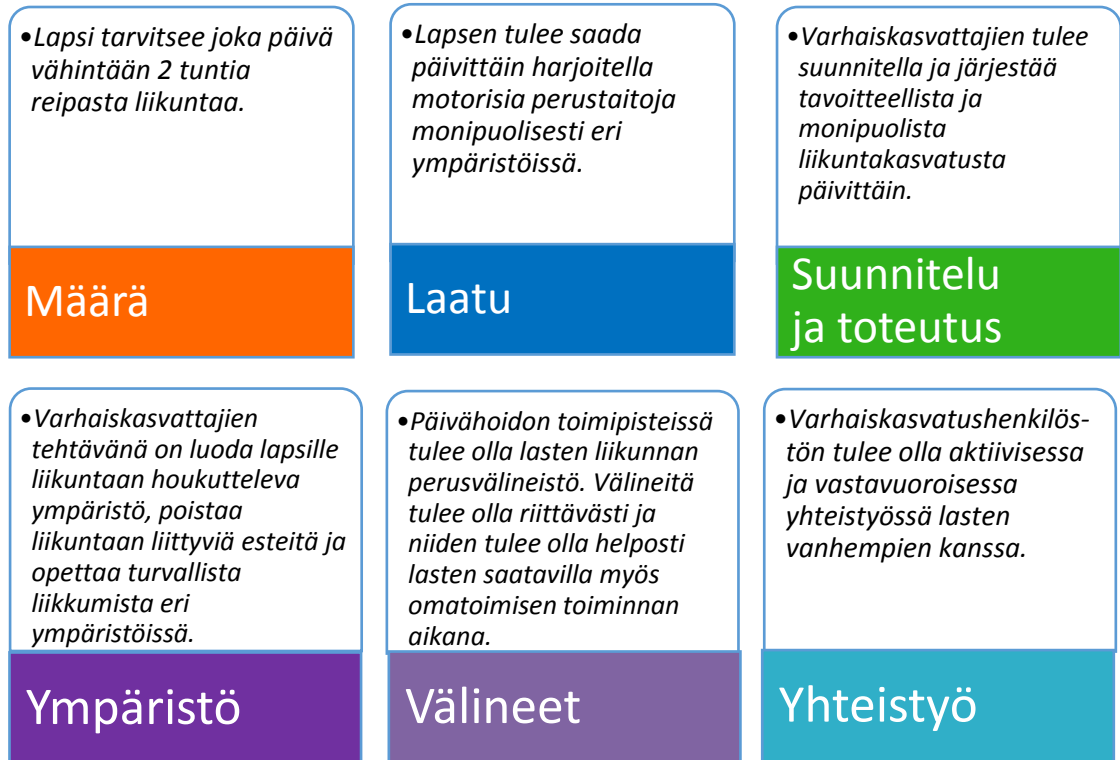 •Lapsi tarvitsee joka päivä
vähintään 2 tuntia
reipasta liikuntaa.
Määrä
•Lapsen tulee saada
päivittäin harjoitella
motorisia perustaitoja
monipuolisesti eri
ympäristöissä.
Laatu
•Varhaiskasvattajien tulee
suunnitella ja järjestää
tavoitteellista ja
monipuolista
liikuntakasvatusta
päivittäin.
Suunnitelu
ja toteutus
•Varhaiskasvattajien
tehtävänä on luoda lapsille
liikuntaan houkutteleva
ympäristö, poistaa
liikuntaan liittyviä esteitä ja
opettaa turvallista
liikkumista eri
ympäristöissä.
Ympäristö
•Päivähoidon toimipisteissä
tulee olla lasten liikunnan
perusvälineistö. Välineitä
tulee olla riittävästi ja
niiden tulee olla helposti
lasten saatavilla myös
omatoimisen toiminnan
aikana.
Välineet
•Varhaiskasvatushenkilös-
tön tulee olla aktiivisessa
ja vastavuoroisessa
yhteistyössä lasten
vanhempien kanssa.
Yhteistyö